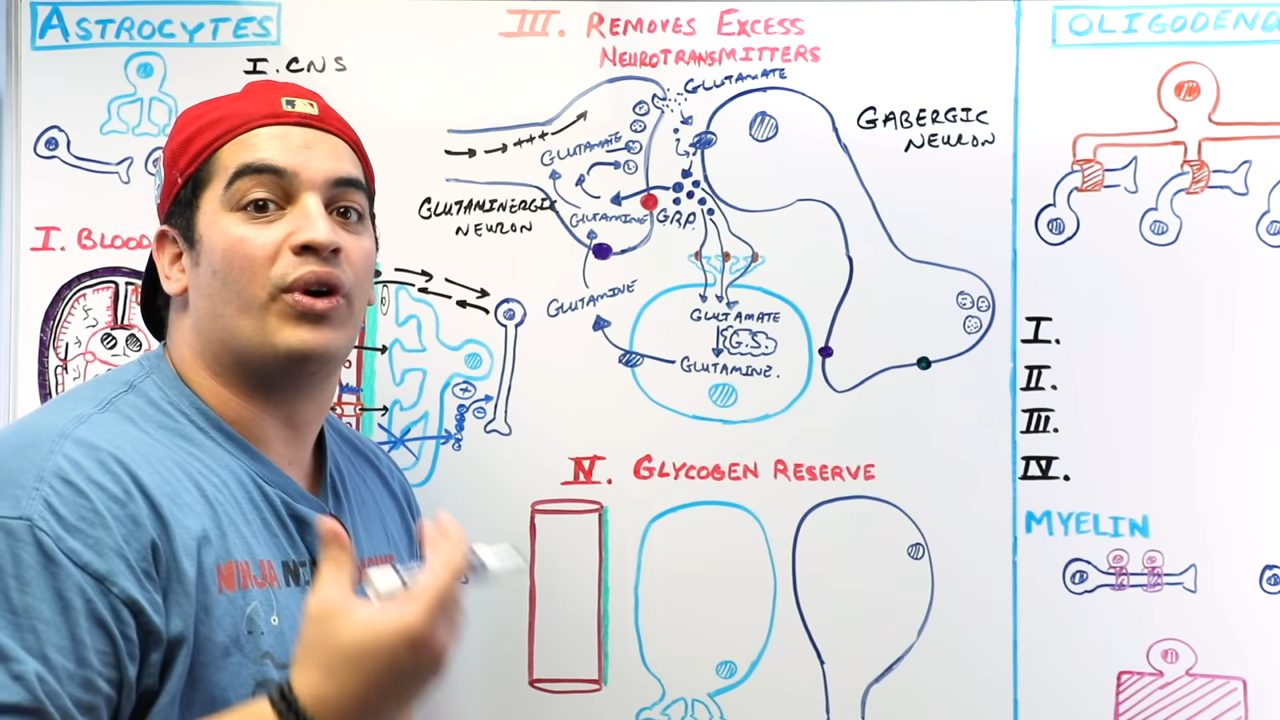 ASTROCYTES
I. CNS
I. BLOOD
III. REMOVES EXCESS
NEUROTRANSMITTERS
GLUTAMATE
GLUTAMATE
GLUTAMINERGIC
NEURON
GLUTAMINE
G.R.P.
GLUTAMINE
GLUTAMATE
G.S.
GLUTAMINE.
GABERGIC
NEURON
IV. GLYCOGEN RESERVE
OLIGODEND
I.
II.
III.
IV.
MYELIN
NINJA